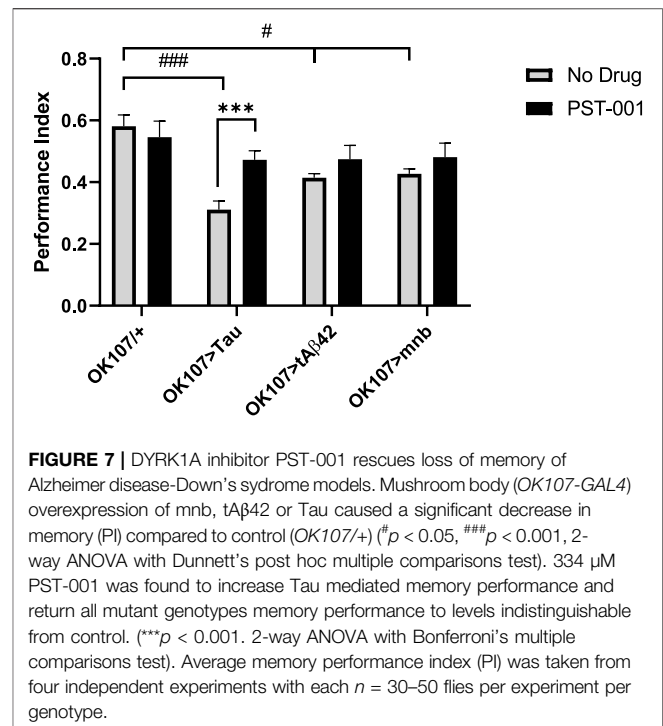 #
###
***
No Drug
PST-001
Performance Index
0.8
0.6
0.4
0.2
0.0
OK107/+
OK107>Tau
OK107>tAβ42
OK107>mnb
FIGURE 7 | DYRK1A inhibitor PST-001 rescues loss of memory of
Alzheimer disease-Down's sydrome models. Mushroom body (OK107-GAL4)
overexpression of mnb, tAβ42 or Tau caused a significant decrease in
memory (PI) compared to control (OK107/+) (#p < 0.05, ###p < 0.001, 2-
way ANOVA with Dunnett's post hoc multiple comparisons test). 334 μM
PST-001 was found to increase Tau mediated memory performance and
return all mutant genotypes memory performance to levels indistinguishable
from control. (***p < 0.001. 2-way ANOVA with Bonferroni's multiple
comparisons test). Average memory performance index (PI) was taken from
four independent experiments with each n = 30–50 flies per experiment per
genotype.